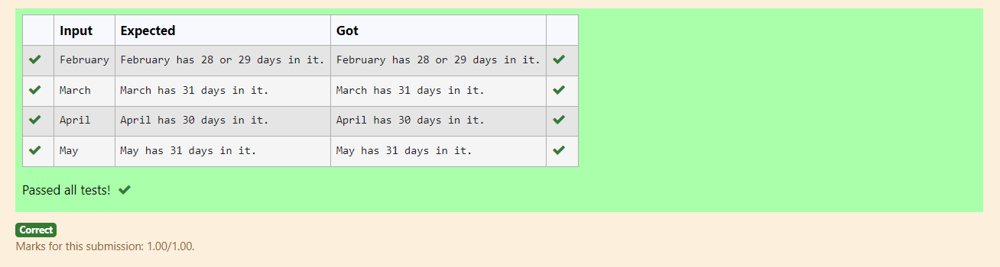 Input Expected Got
February February has 28 or 29 days in it. February has 28 or 29 days in it.
March March has 31 days in it. March has 31 days in it.
April April has 30 days in it. April has 30 days in it.
May May has 31 days in it. May has 31 days in it.
Passed all tests!
Correct
Marks for this submission: 1.00/1.00.